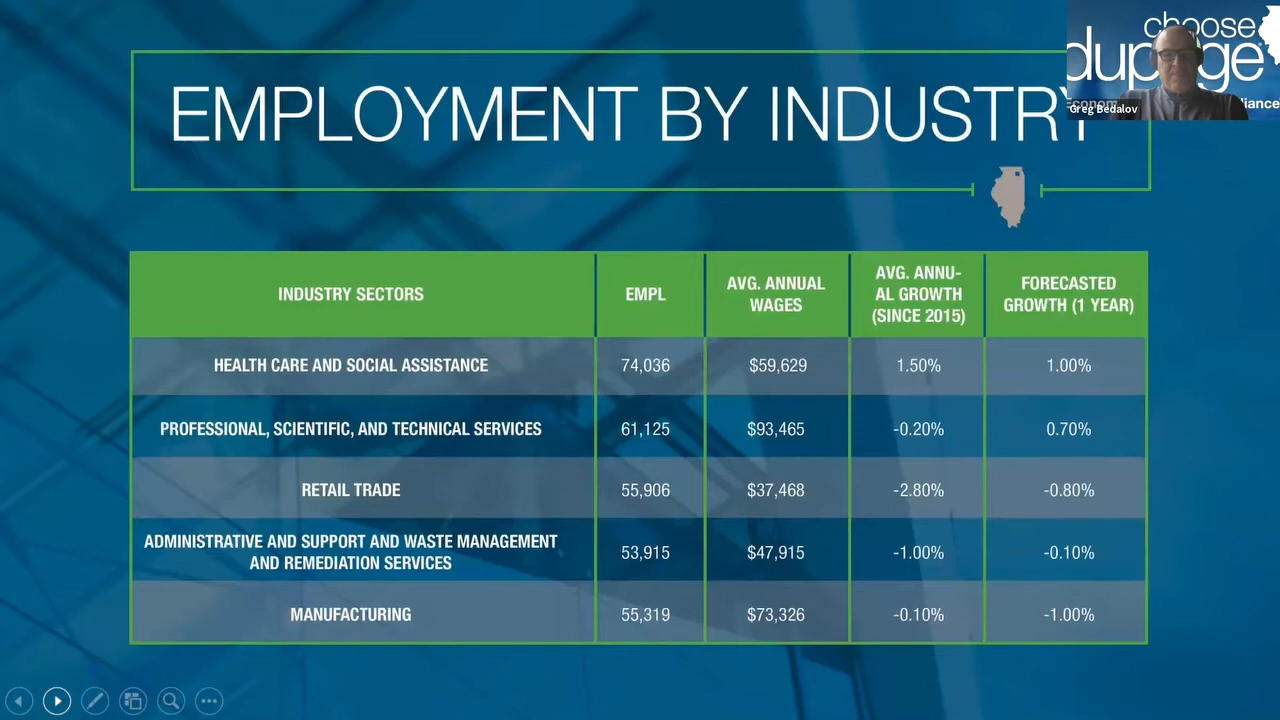 choose
dupage
Greg Bedalov
EMPLOYMENT BY INDUSTRY
INDUSTRY SECTORS
EMPL
AVG. ANNUAL
WAGES
AVG. ANNU-
AL GROWTH
(SINCE 2015)
FORECASTED
GROWTH (1 YEAR)
HEALTH CARE AND SOCIAL ASSISTANCE
74,036
$59,629
1.50%
1.00%
PROFESSIONAL, SCIENTIFIC, AND TECHNICAL SERVICES
61,125
$93,465
-0.20%
0.70%
RETAIL TRADE
55,906
$37,468
-2.80%
-0.80%
ADMINISTRATIVE AND SUPPORT AND WASTE MANAGEMENT
AND REMEDIATION SERVICES
53,915
$47,915
-1.00%
-0.10%
MANUFACTURING
55,319
$73,326
-0.10%
-1.00%